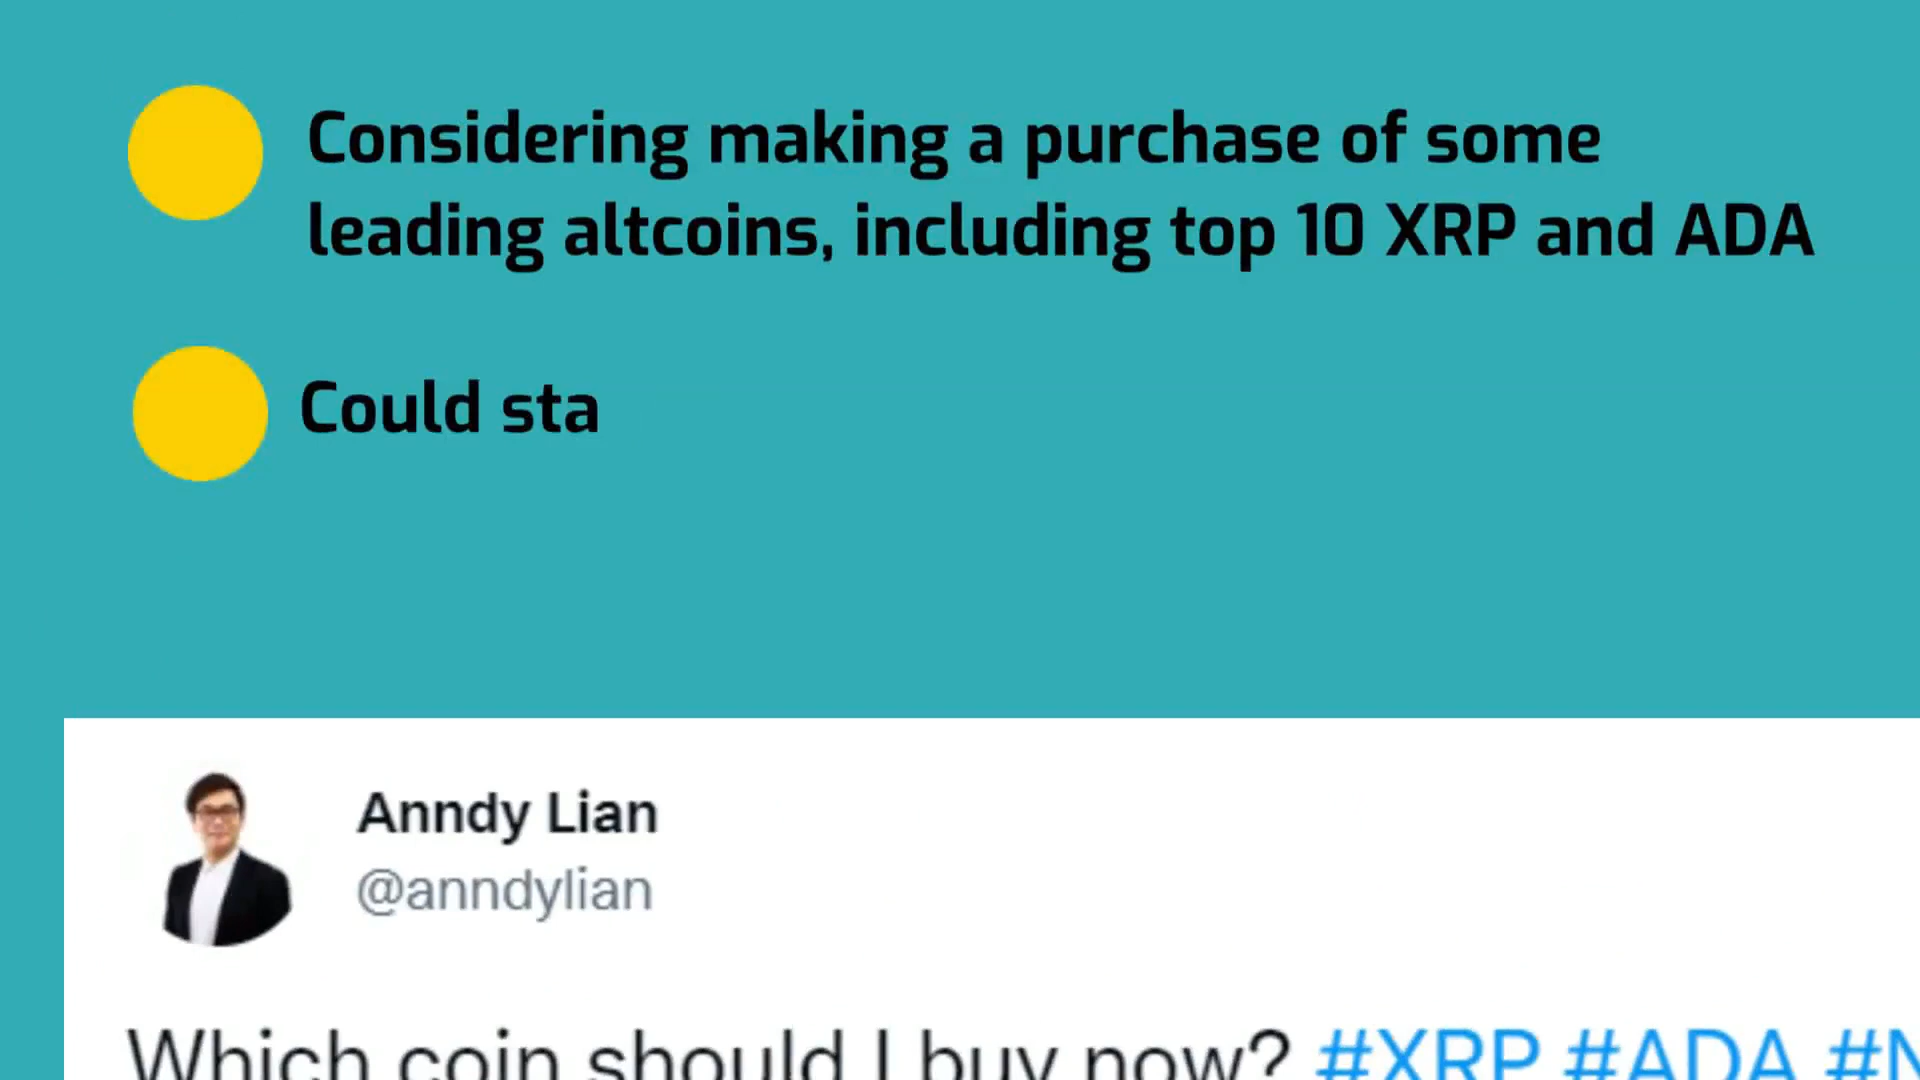 Considering making a purchase of some
leading altcoins, including top 10 XRP and ADA
Could sta
Anndy Lian
@anndylian
Which coin should I buy now? #XRP #ADA